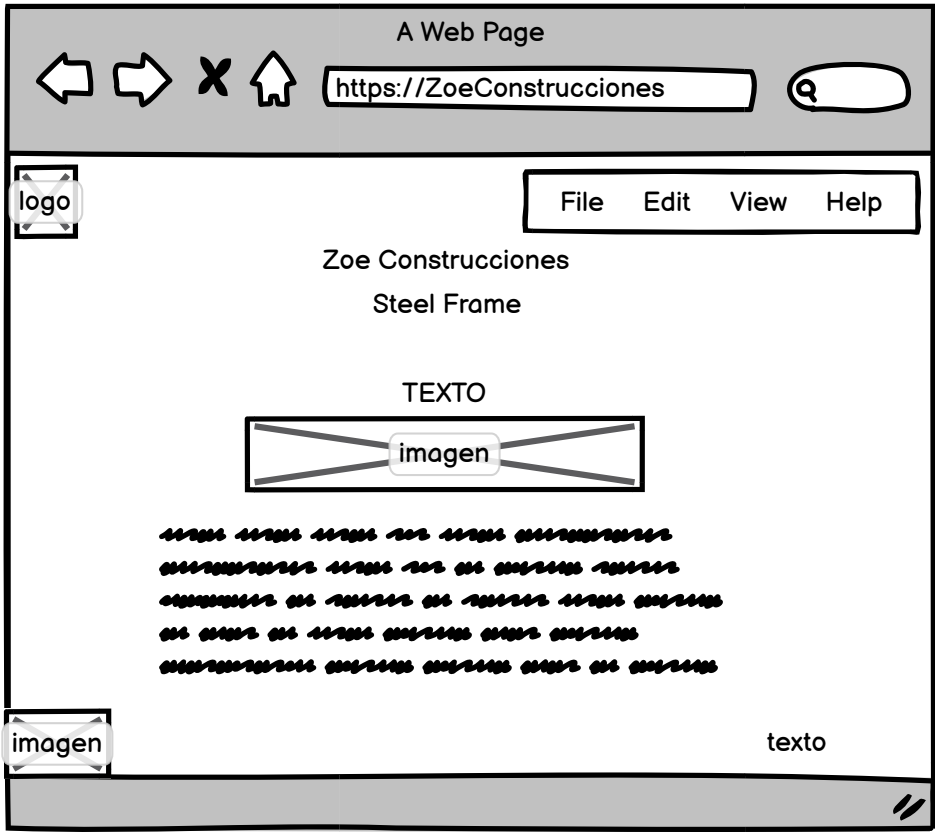 A Web Page
https://ZoeConstrucciones
logo
File Edit View Help
Zoe Construcciones
Steel Frame
TEXTO
imagen
imagen
texto